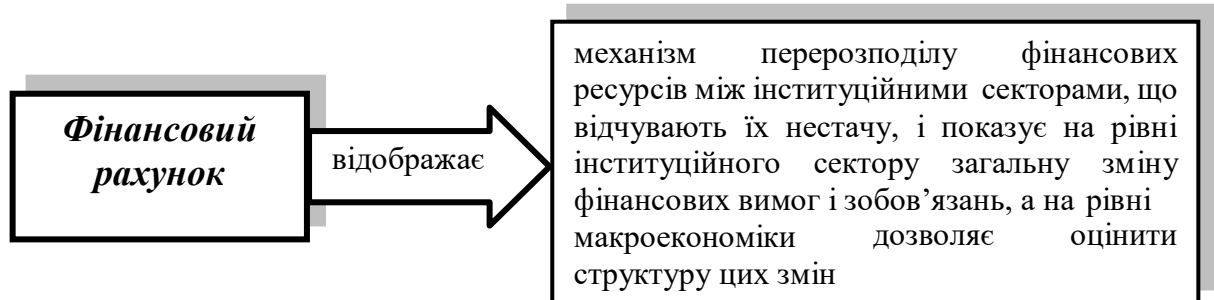 Фінансовий
рахунок
відображає
механізм перерозподілу фінансових
ресурсів між інституційними секторами, що
відчувають їх нестачу, і показує на рівні
інституційного сектору загальну зміну
фінансових вимог і зобов’язань, а на рівні
макроекономіки дозволяє оцінити
структуру цих змін